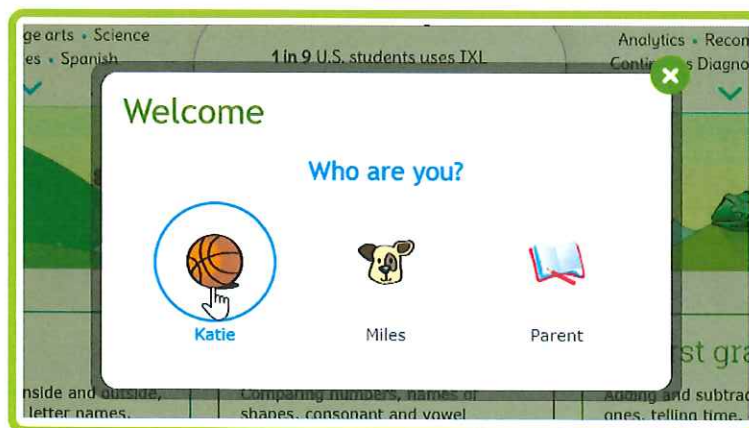 ge arts • Science
es • Spanish
1 in 9 U.S. students uses IXL
Analytics • Recom
Contin s Diagno
Welcome
Who are you?
Katie
Miles
Parent
st gra
nside and outside,
letter names,
Comparing numbers, names of
shapes, consonant and vowel
Adding and subtrac
ones, telling time,